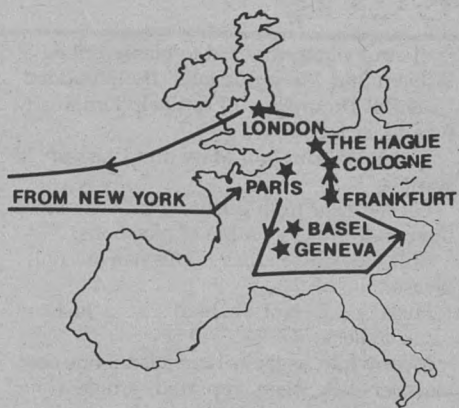 LONDON
THE HAGUE
COLOGNE
FROM NEW YORK
PARIS
FRANKFURT
BASEL
GENEVA